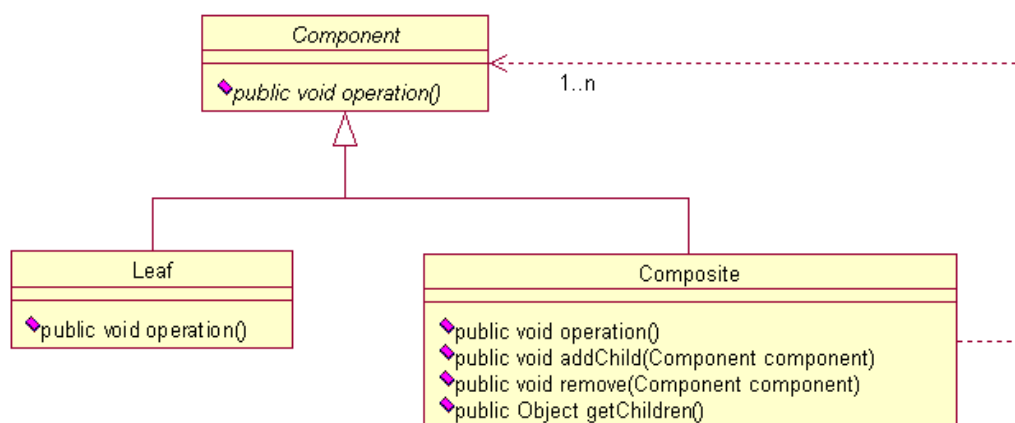 Component
public void operation()
1..n
Leaf
public void operation()
Composite
public void operation()
public void addChild(Component component)
public void remove(Component component)
public Object getChildren()